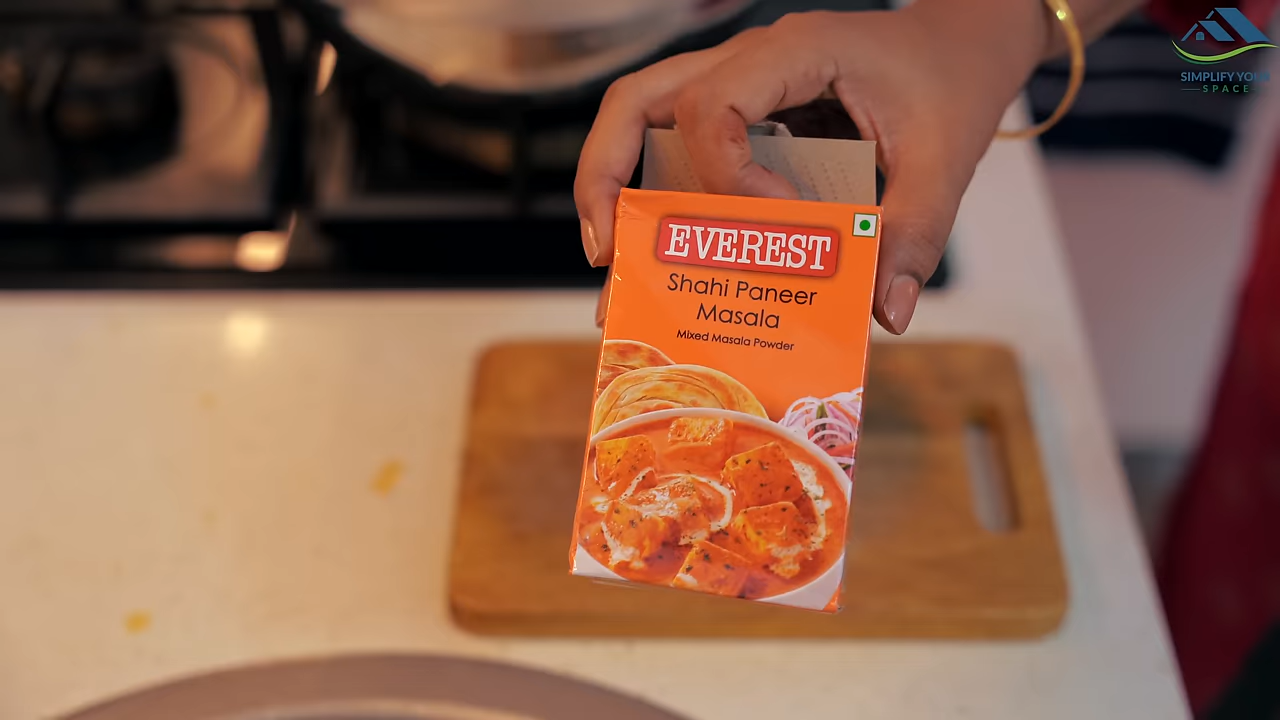 SIMPLIFY YOUR
SPACE
EVEREST
Shahi Paneer
Masala
Mixed Masala Powder